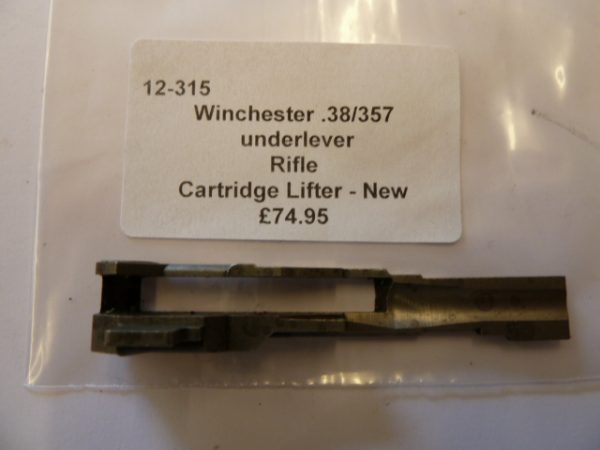 12-315
Winchester .38/357
underlever
Rifle
Cartridge Lifter - New
£74.95